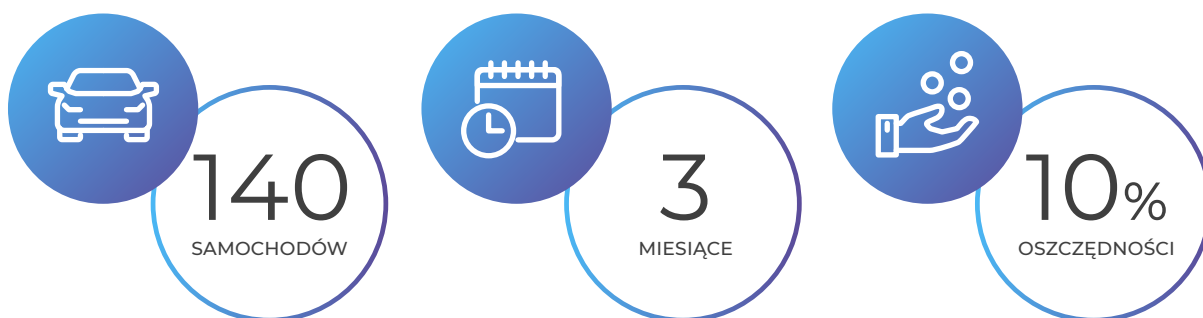 140
SAMOCHODÓW
3
MIESIĄCE
10%
OSZCZĘDNOŚCI